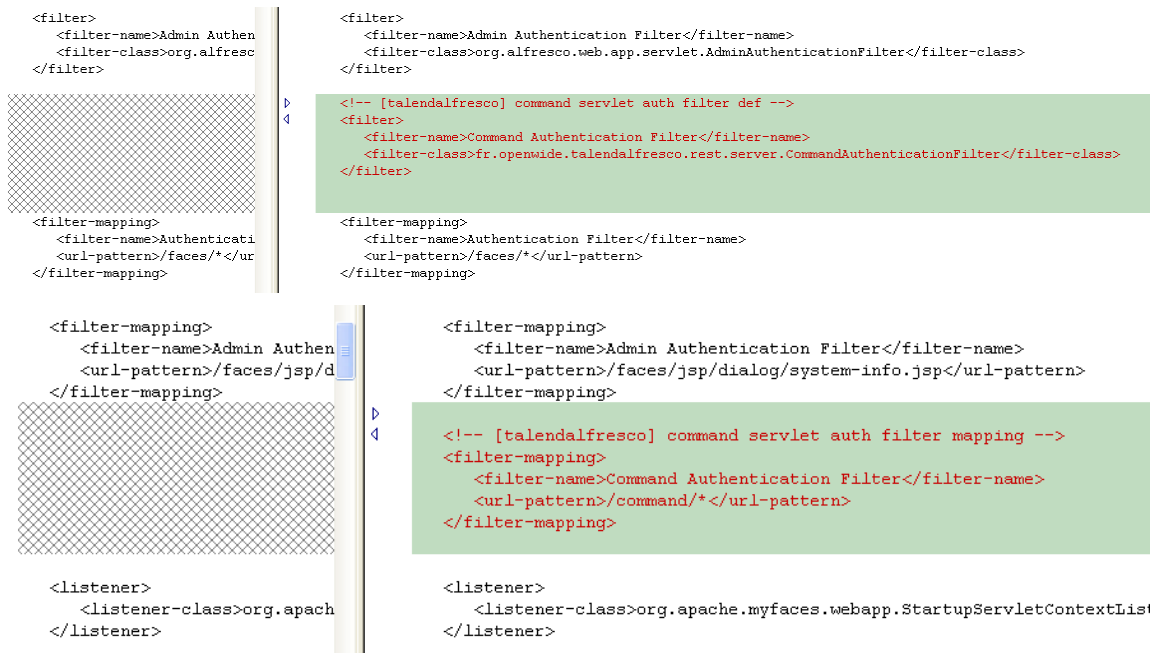 <filter>
<filter-name>Admin Authen
<filter-class>org.alfresc
</filter>
<filter-mapping>
<filter-name>Authenticati
<url-pattern>/faces/*</ur
</filter-mapping>
<filter>
<filter-name>Admin Authentication Filter</filter-name>
<filter-class>org.alfresco.web.app.servlet.AdminAuthenticationFilter</filter-class>
</filter>
<!-- [talendalfresco] command servlet auth filter def -->
<filter>
<filter-name>Command Authentication Filter</filter-name>
<filter-class>fr.openwide.talendalfresco.rest.server.CommandAuthenticationFilter</filter-class>
</filter>
<filter-mapping>
<filter-name>Authentication Filter</filter-name>
<url-pattern>/faces/*</url-pattern>
</filter-mapping>
<filter-mapping>
<filter-name>Admin Authen
<url-pattern>/faces/jsp/d
</filter-mapping>
<listener>
<listener-class>org.apach
</listener>
<filter-mapping>
<filter-name>Admin Authentication Filter</filter-name>
<url-pattern>/faces/jsp/dialog/system-info.jsp</url-pattern>
</filter-mapping>
<!-- [talendalfresco] command servlet auth filter mapping -->
<filter-mapping>
<filter-name>Command Authentication Filter</filter-name>
<url-pattern>/command/*</url-pattern>
</filter-mapping>
<listener>
<listener-class>org.apache.myfaces.webapp.StartupServletContextList
</listener>